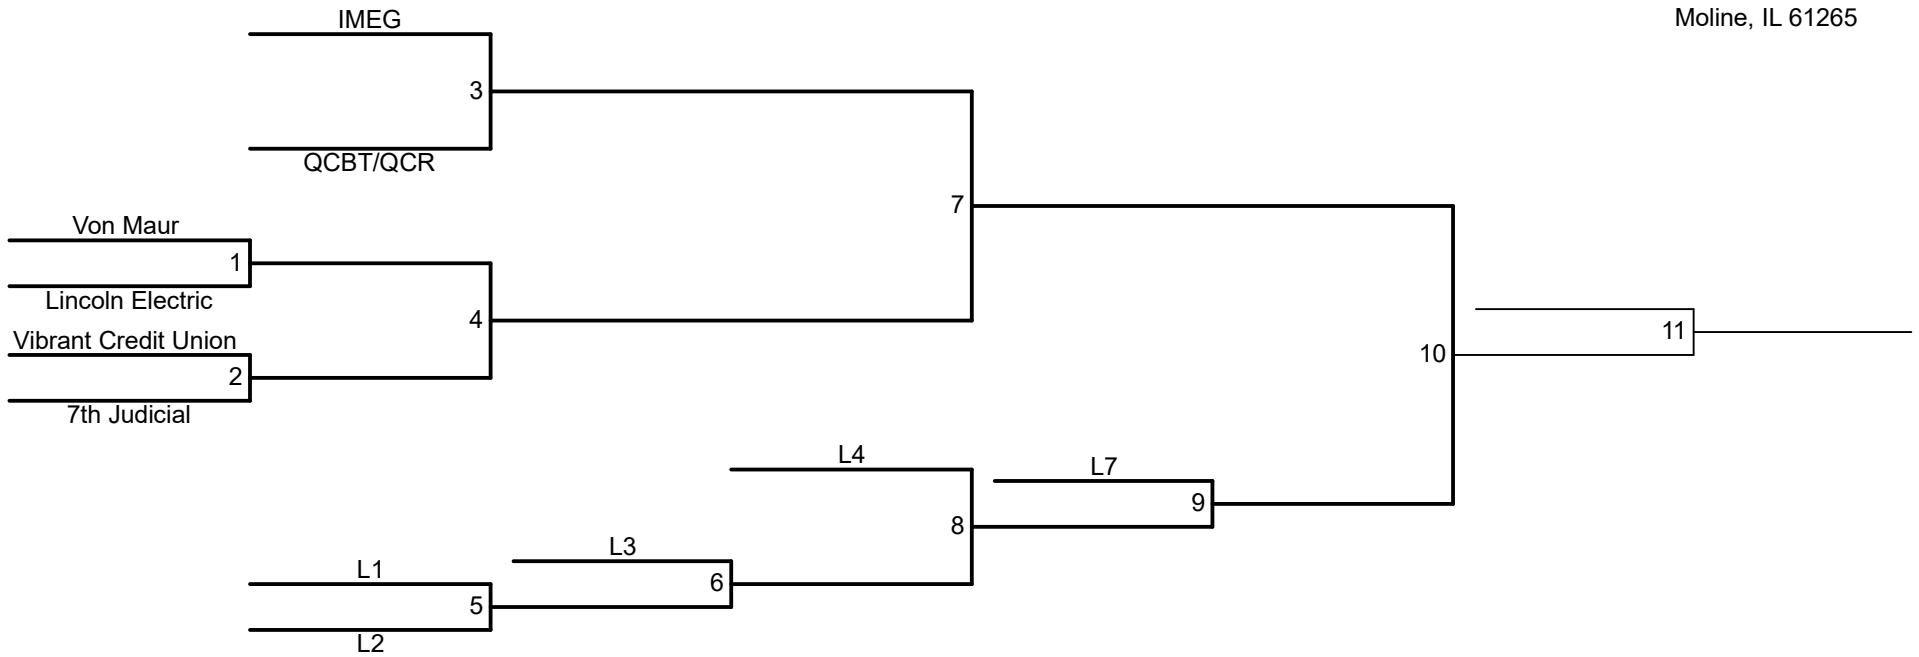 IMEG
Moline, IL 61265
3
QCBT/QCR
7
Von Maur
1
Lincoln Electric
4
Vibrant Credit Union
2
7th Judicial
11
10
L4
L7
9
8
L3
L1
6
5
L2